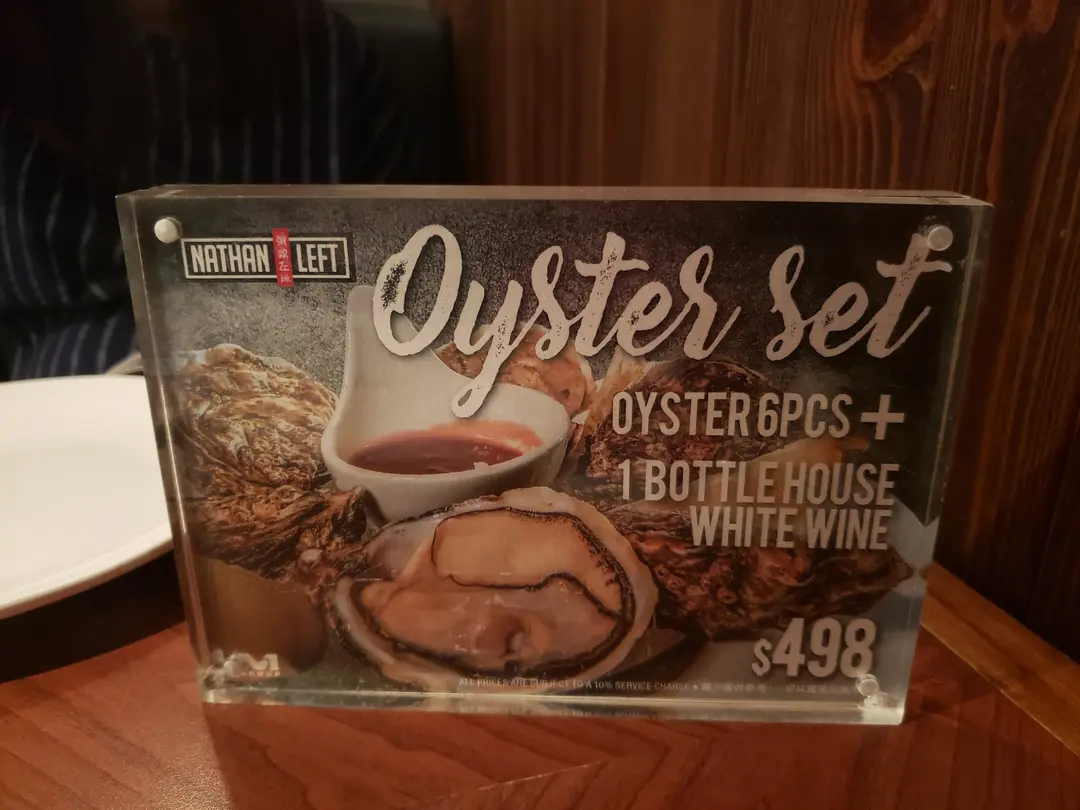 NATHAN LEFT
Oyster Set
OYSTER 6PCS +
1 BOTTLE HOUSE
WHITE WINE
$498
ALL PRICES ARE SUBJECT TO A 10% SERVICE CHARGE